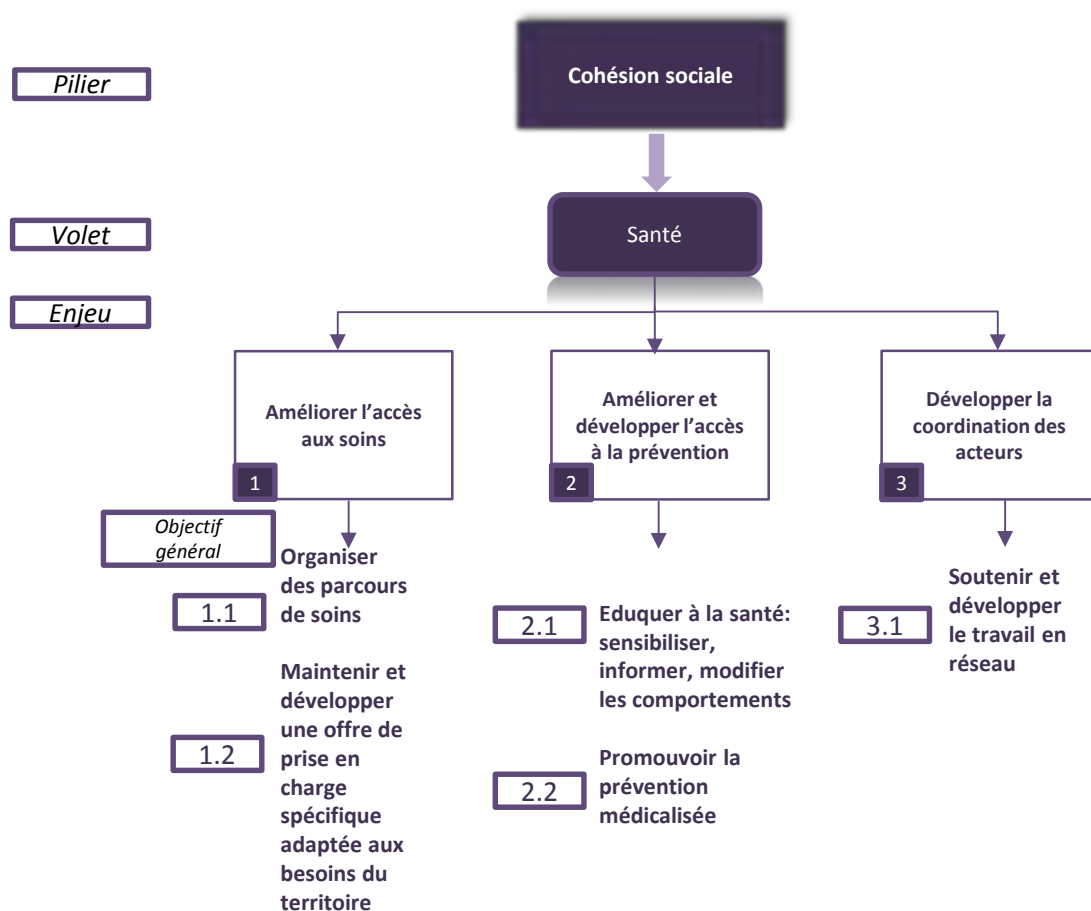 Cohésion sociale
Pilier
Volet
Santé
Enjeu
Améliorer l’accès
aux soins
1
Améliorer et
développer l’accès
à la prévention
2
Développer la
coordination des
acteurs
3
Objectif
général
1.1
Organiser
des parcours
de soins
1.2
Maintenir et
développer
une offre de
prise en
charge
spécifique
adaptée aux
besoins du
territoire
2.1
Eduquer à la santé:
sensibiliser,
informer, modifier
les comportements
2.2
Promouvoir la
prévention
médicalisée
3.1
Soutenir et
développer
le travail en
réseau